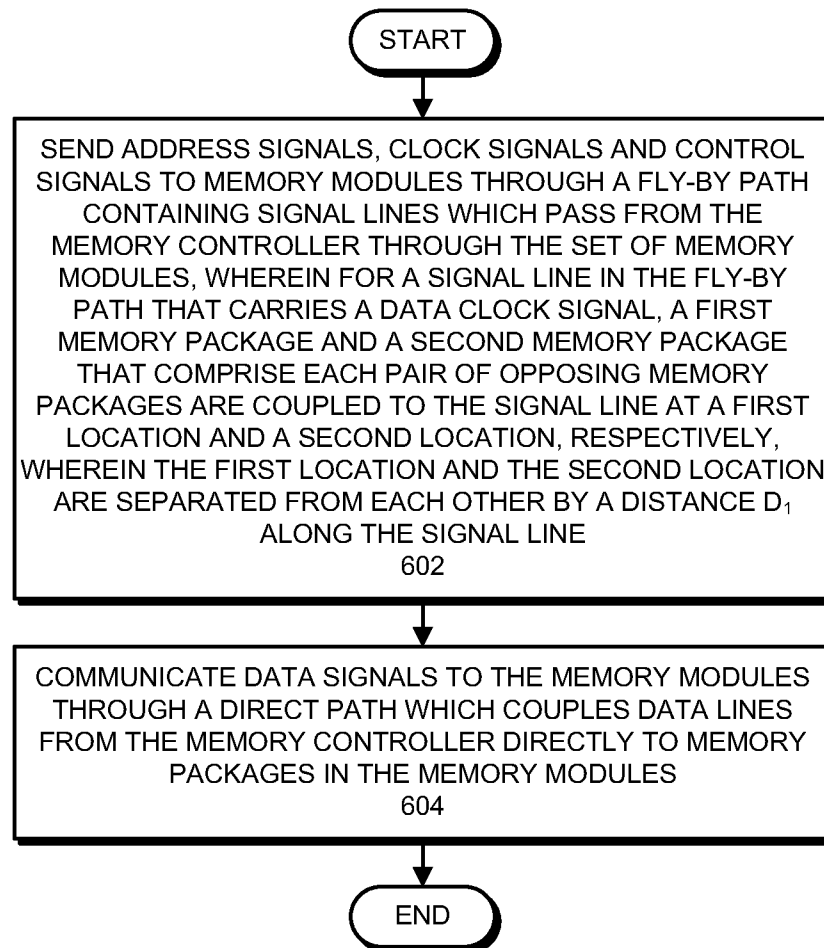 START
SEND ADDRESS SIGNALS, CLOCK SIGNALS AND CONTROL
SIGNALS TO MEMORY MODULES THROUGH A FLY-BY PATH
CONTAINING SIGNAL LINES WHICH PASS FROM THE
MEMORY CONTROLLER THROUGH THE SET OF MEMORY
MODULES, WHEREIN FOR A SIGNAL LINE IN THE FLY-BY
PATH THAT CARRIES A DATA CLOCK SIGNAL, A FIRST
MEMORY PACKAGE AND A SECOND MEMORY PACKAGE
THAT COMPRISE EACH PAIR OF OPPOSING MEMORY
PACKAGES ARE COUPLED TO THE SIGNAL LINE AT A FIRST
LOCATION AND A SECOND LOCATION, RESPECTIVELY,
WHEREIN THE FIRST LOCATION AND THE SECOND LOCATION
ARE SEPARATED FROM EACH OTHER BY A DISTANCE D₁
ALONG THE SIGNAL LINE
602
COMMUNICATE DATA SIGNALS TO THE MEMORY MODULES
THROUGH A DIRECT PATH WHICH COUPLES DATA LINES
FROM THE MEMORY CONTROLLER DIRECTLY TO MEMORY
PACKAGES IN THE MEMORY MODULES
604
END